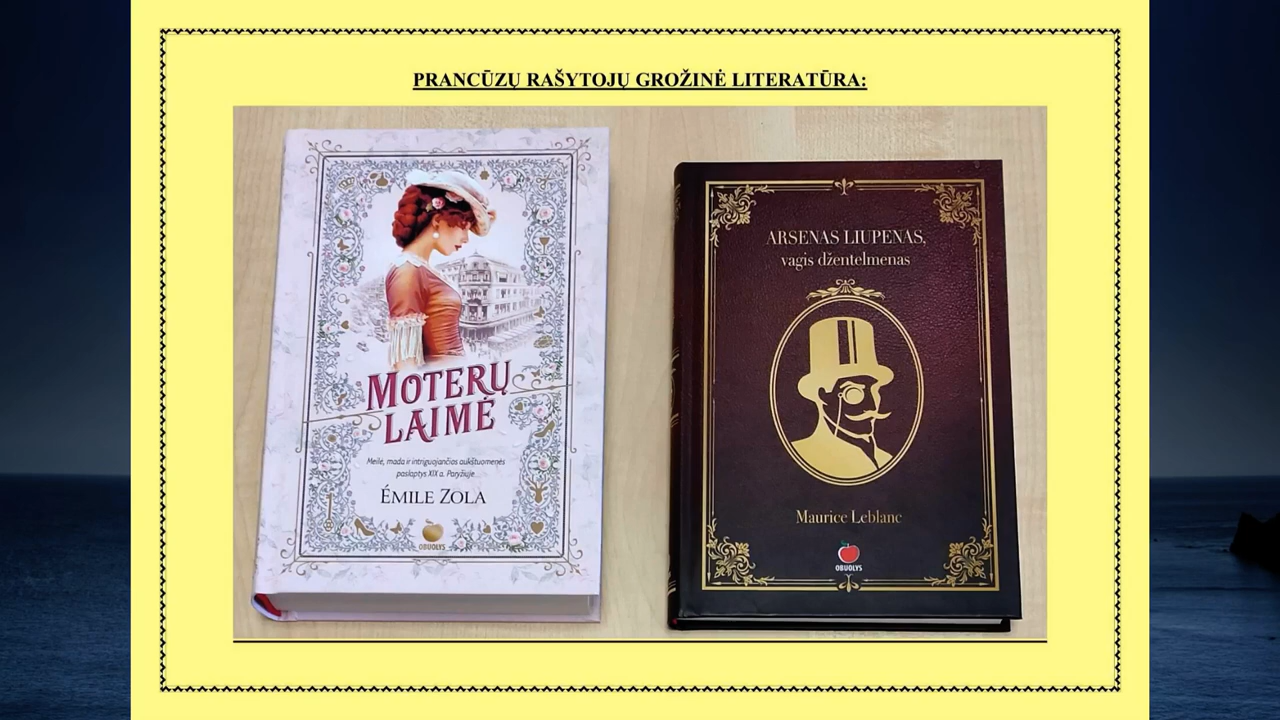 PRANCŪZŲ RAŠYTOJŲ GROŽINĖ LITERATŪRA:
MOTERŲ
LAIMĖ
Meilė, mada ir intriguojančios aukštuomenės
paslaptys XIX a. Paryžiuje
ÉMILE ZOLA
OBUOLYS
ARSENAS LIUPENAS,
vagis džentelmenas
Maurice Leblanc
OBUOLYS